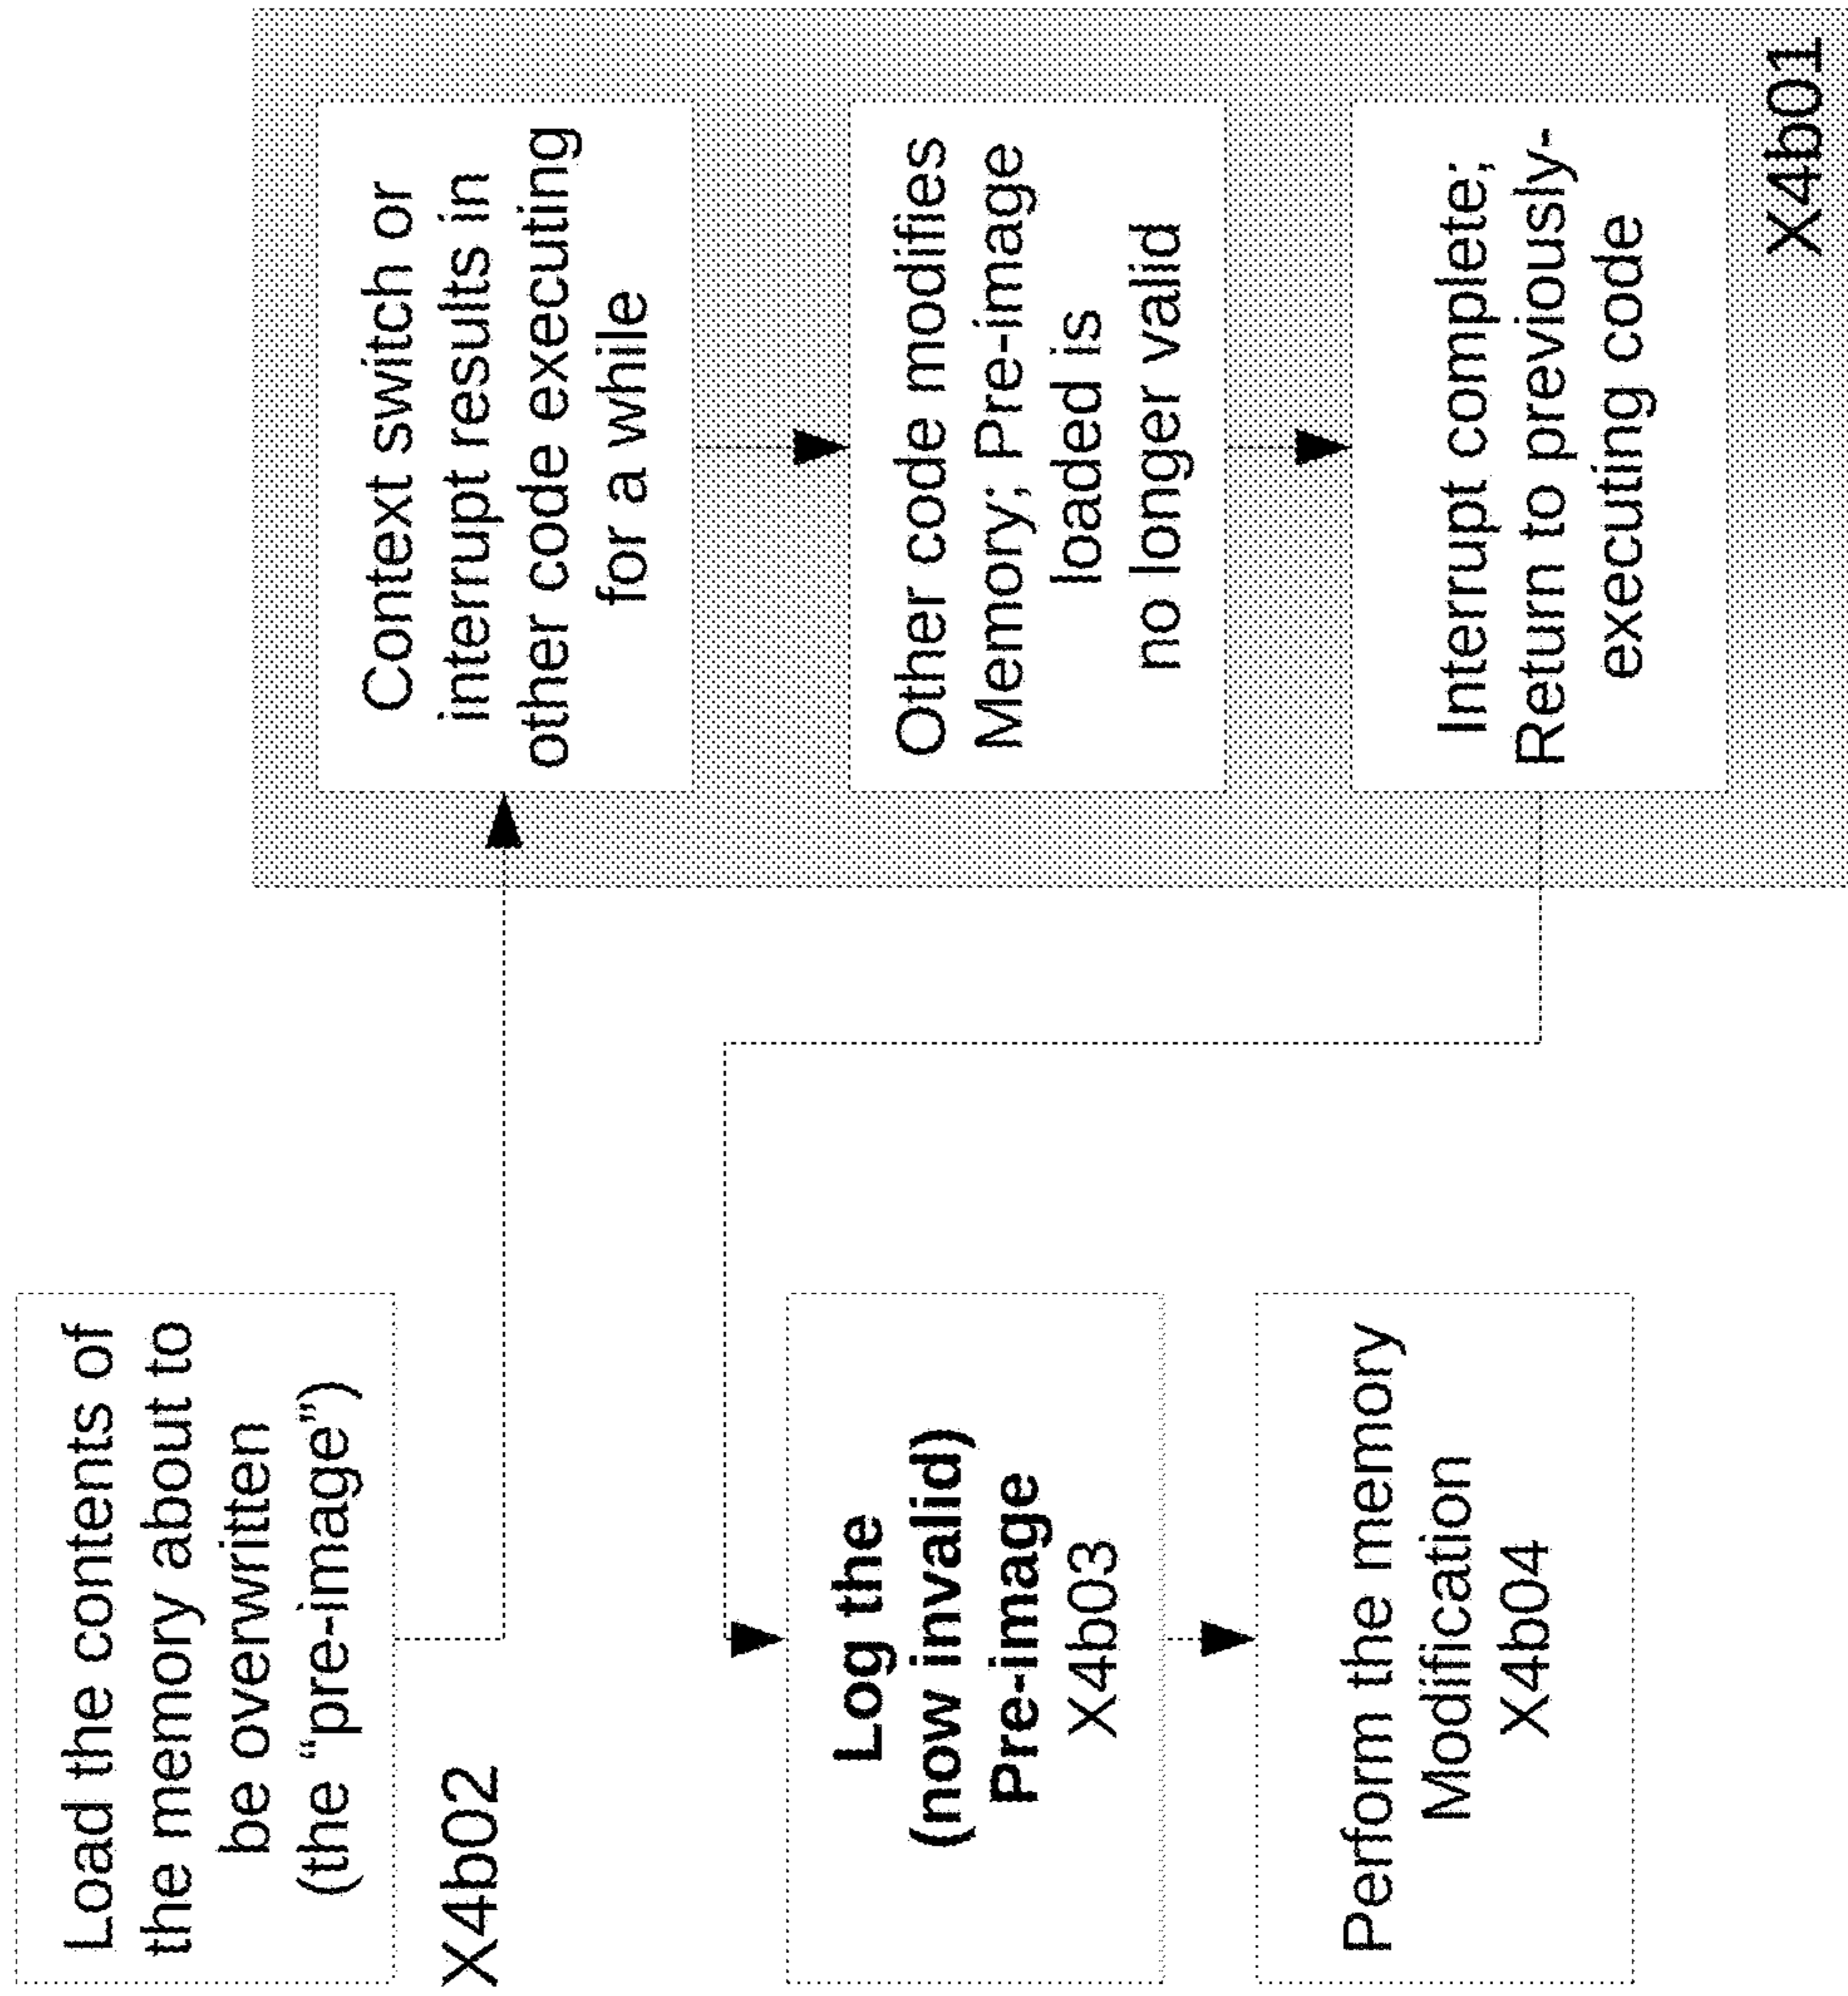 Load the contents of
the memory about to
be overwritten
(the “pre-image”)
X4b02
Context switch or
interrupt results in
other code executing
for a while
Other code modifies
Memory; Pre-image
loaded is
no longer valid
Interrupt complete;
Return to previously-
executing code
X4b01
Log the
(now invalid)
Pre-image
X4b03
Perform the memory
Modification
X4b04